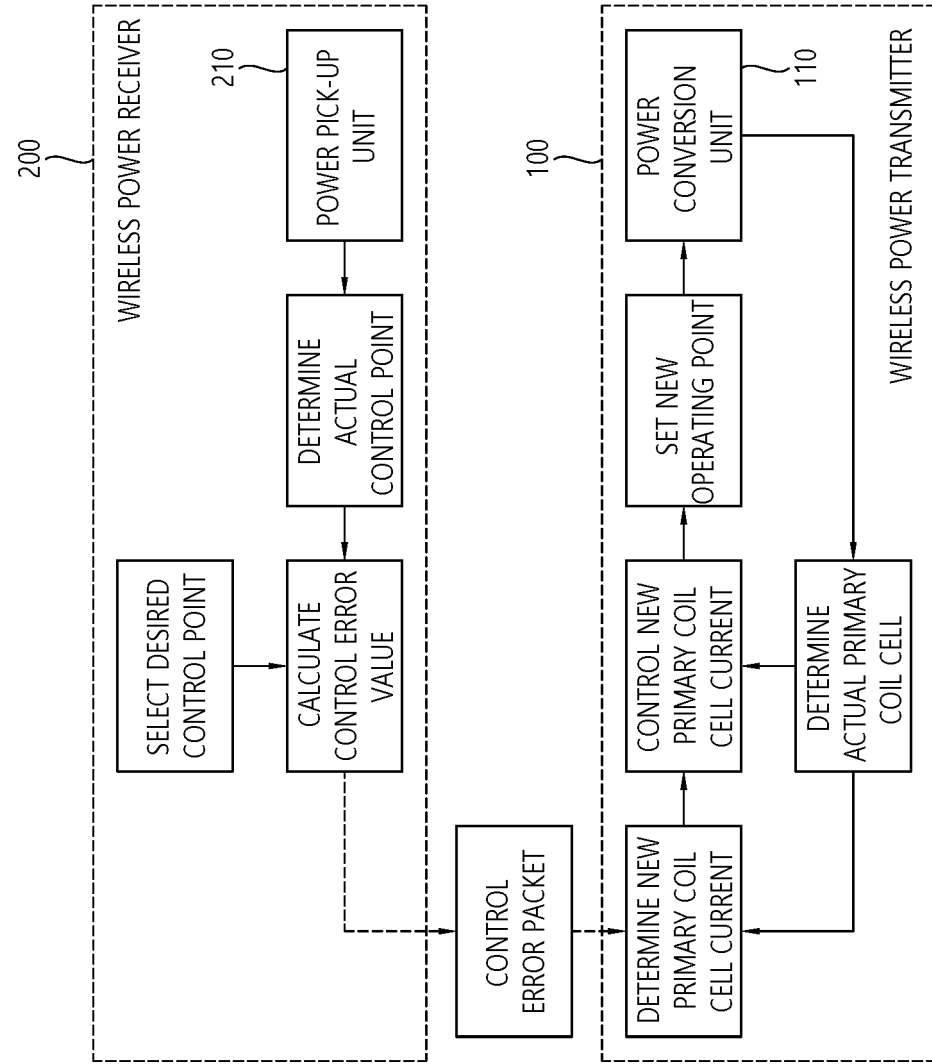 200
WIRELESS POWER RECEIVER
SELECT DESIRED
CONTROL POINT
210
CALCULATE
CONTROL ERROR
VALUE
DETERMINE
ACTUAL
CONTROL POINT
POWER PICK-UP
UNIT
CONTROL
ERROR PACKET
100
DETERMINE NEW
PRIMARY COIL
CELL CURRENT
CONTROL NEW
PRIMARY COIL
CELL CURRENT
SET NEW
OPERATING POINT
POWER
CONVERSION
UNIT
110
DETERMINE
ACTUAL PRIMARY
COIL CELL
WIRELESS POWER TRANSMITTER